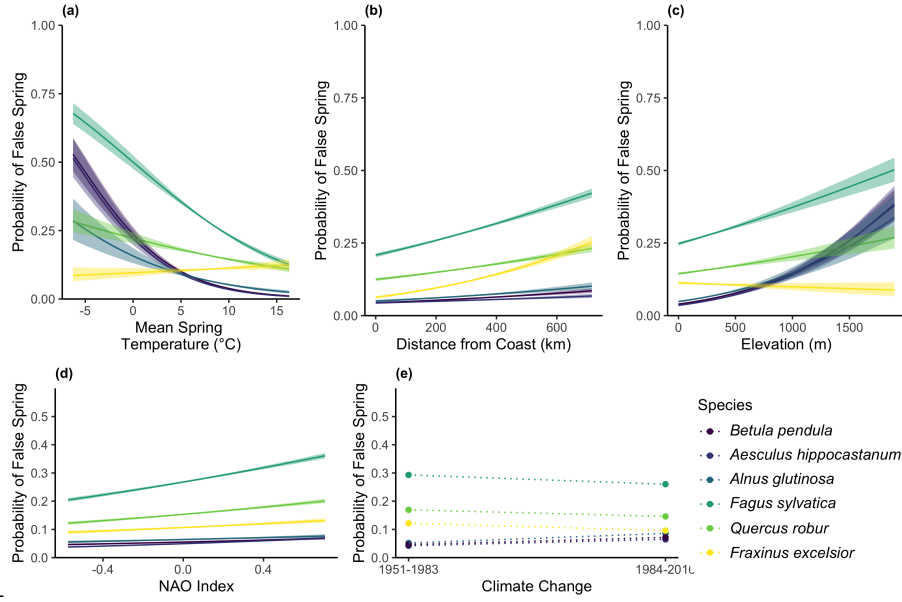 (a)
Probability of False Spring
1.00
0.75
0.50
0.25
0.00
-5
0
5
10
15
Mean Spring
Temperature (°C)
(b)
Probability of False Spring
1.00
0.75
0.50
0.25
0.00
0
200
400
600
Distance from Coast (km)
(c)
Probability of False Spring
1.00
0.75
0.50
0.25
0.00
0
500
1000
1500
Elevation (m)
(d)
Probability of False Spring
0.5
0.4
0.3
0.2
0.1
0.0
-0.4
0.0
0.4
NAO Index
(e)
Probability of False Spring
0.5
0.4
0.3
0.2
0.1
0.0
1951-1983
Climate Change
Species
Betula pendula
Aesculus hippocastanum
Alnus glutinosa
Fagus sylvatica
Quercus robur
Fraxinus excelsior